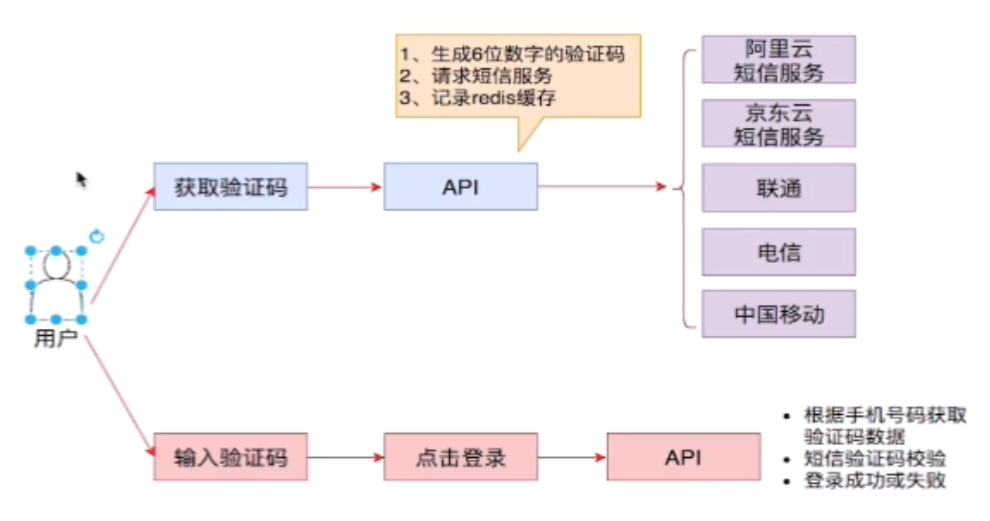 1、生成6位数字的验证码
2、请求短信服务
3、记录redis缓存
阿里云
短信服务
京东云
短信服务
获取验证码
API
联通
电信
用户
中国移动
输入验证码
点击登录
API
根据手机号码获取
验证码数据
短信验证码校验
登录成功或失败